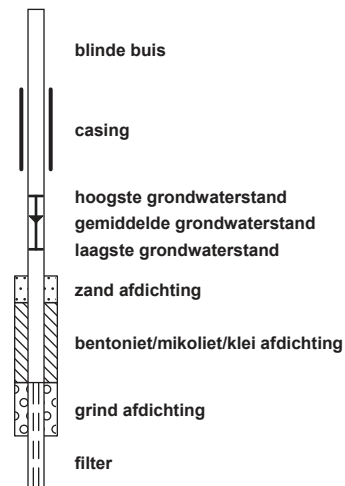 blinde buis
casing
hoogste grondwaterstand
gemiddelde grondwaterstand
laagste grondwaterstand
zand afdichting
bentoniet/mikoliet/klei afdichting
grind afdichting
filter